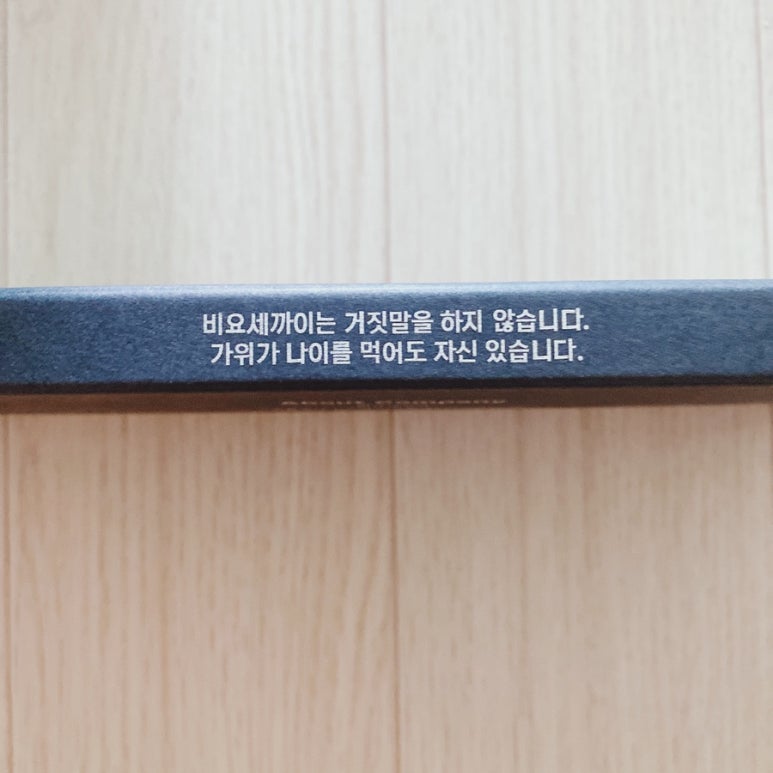 비요세까이는 거짓말을 하지 않습니다.
가위가 나이를 먹어도 자신 있습니다.